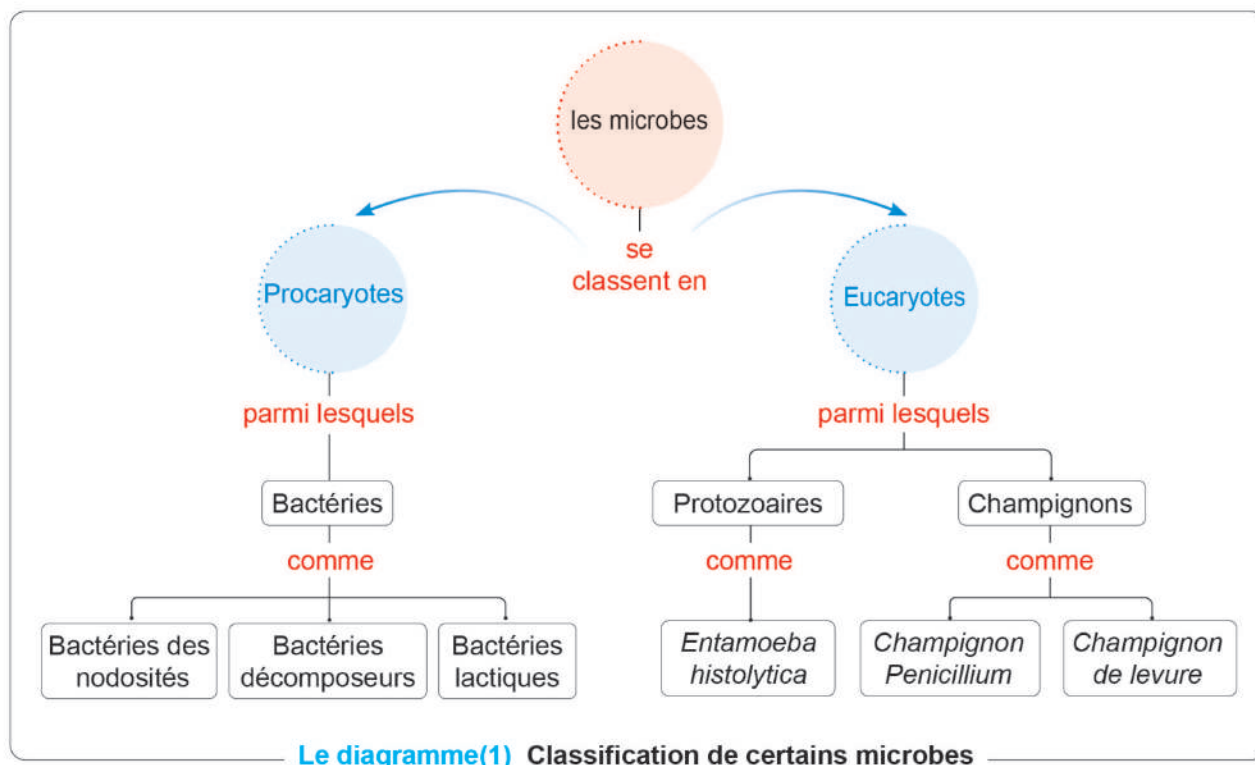 les microbes
se
classent en
Procaryotes
Eucaryotes
parmi lesquels
parmi lesquels
Bactéries
Protozoaires
Champignons
comme
comme
comme
Bactéries des
nodosités
Bactéries
décomposeurs
Bactéries
lactiques
Entamoeba
histolytica
Champignon
Penicillium
Champignon
de levure
Le diagramme(1) Classification de certains microbes